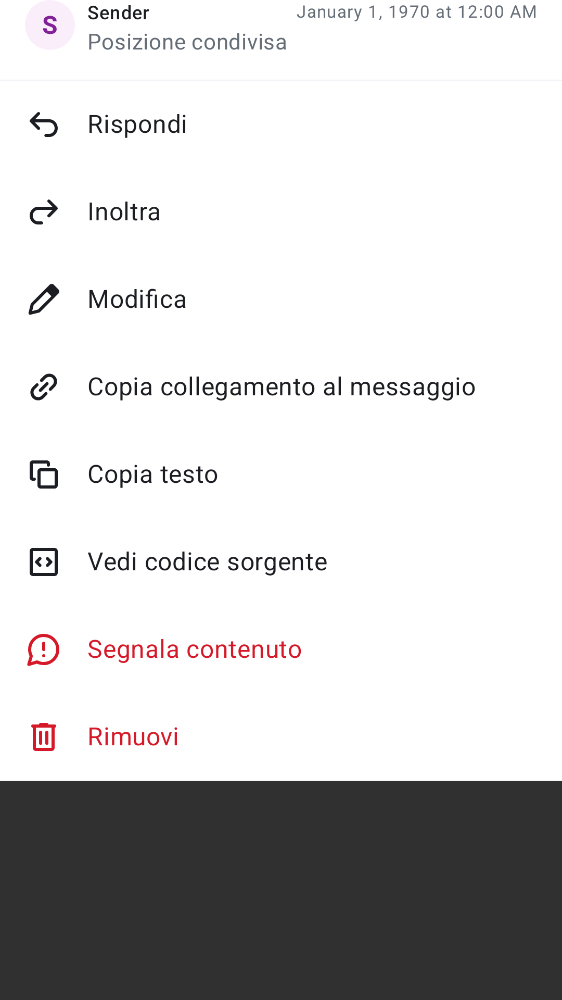 S
Sender
January 1, 1970 at 12:00 AM
Posizione condivisa
Rispondi
Inoltra
Modifica
Copia collegamento al messaggio
Copia testo
Vedi codice sorgente
Segnala contenuto
Rimuovi